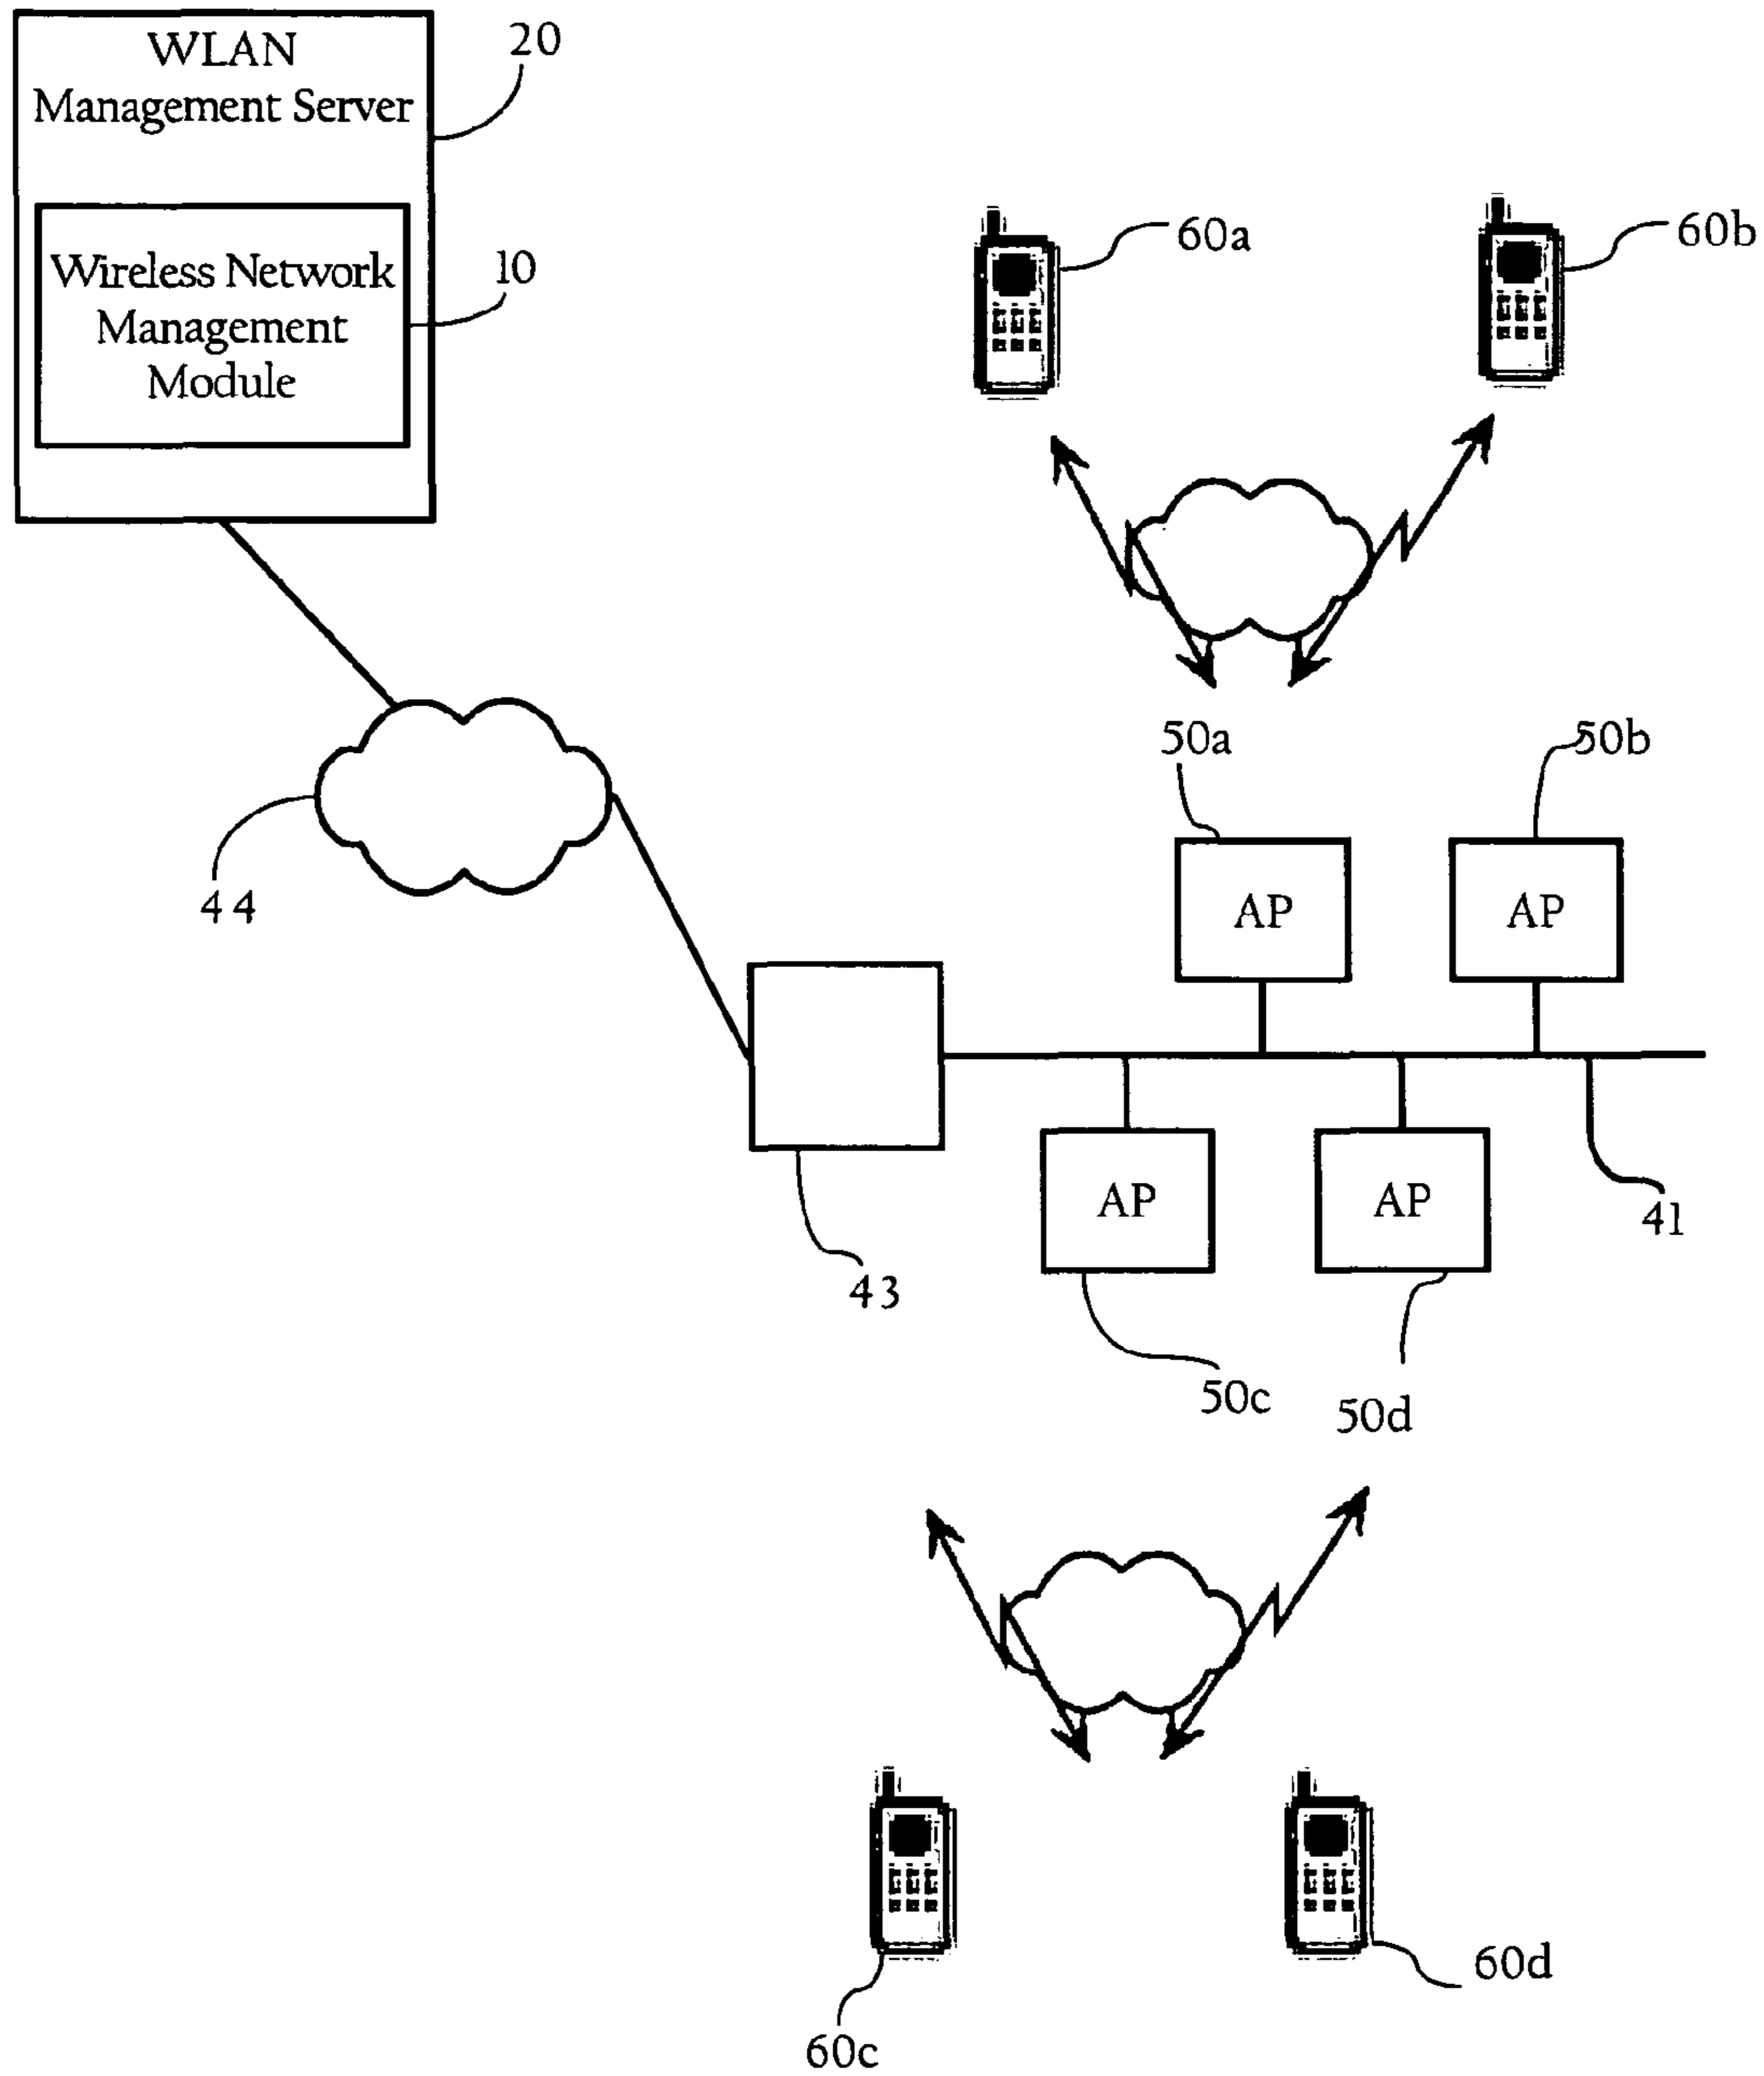 WLAN
Management Server
20
Wireless Network
Management
Module
10
60a
60b
44
50a
50b
AP
AP
AP
AP
41
43
50c
50d
60c
60d